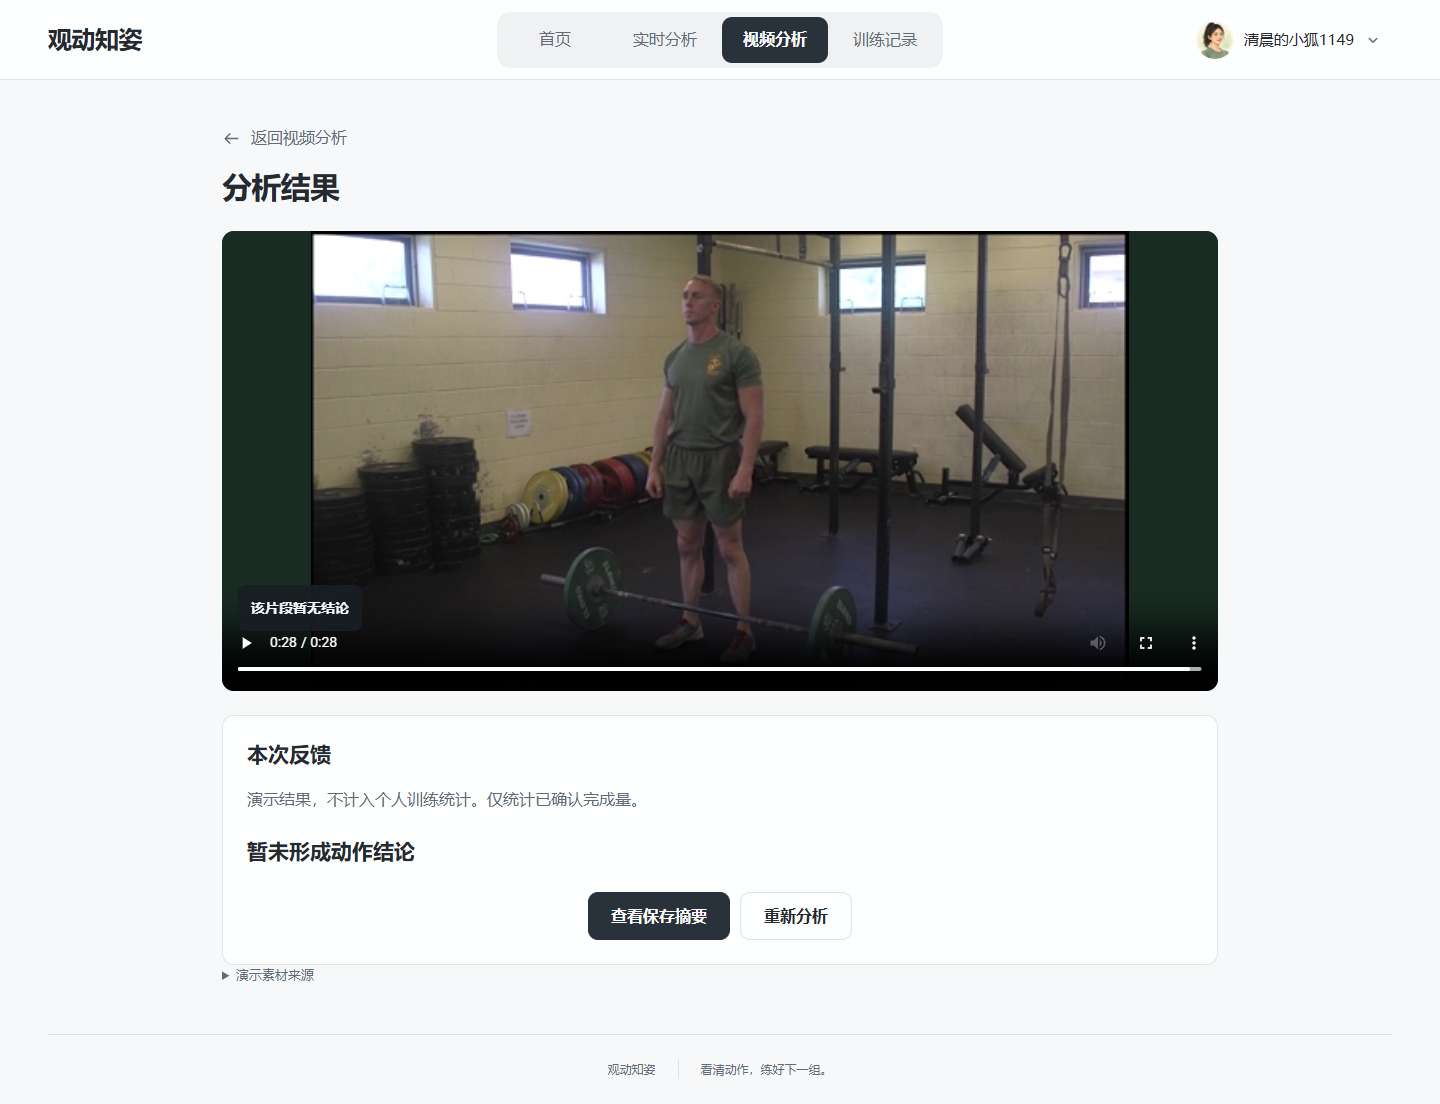 观动知姿
首页
实时分析
视频分析
训练记录
清晨的小狐1149
返回视频分析
分析结果
该片段暂无结论
0:28 / 0:28
本次反馈
演示结果，不计入个人训练统计。仅统计已确认完成量。
暂未形成动作结论
查看保存摘要
重新分析
演示素材来源
观动知姿
看清动作，练好下一组。